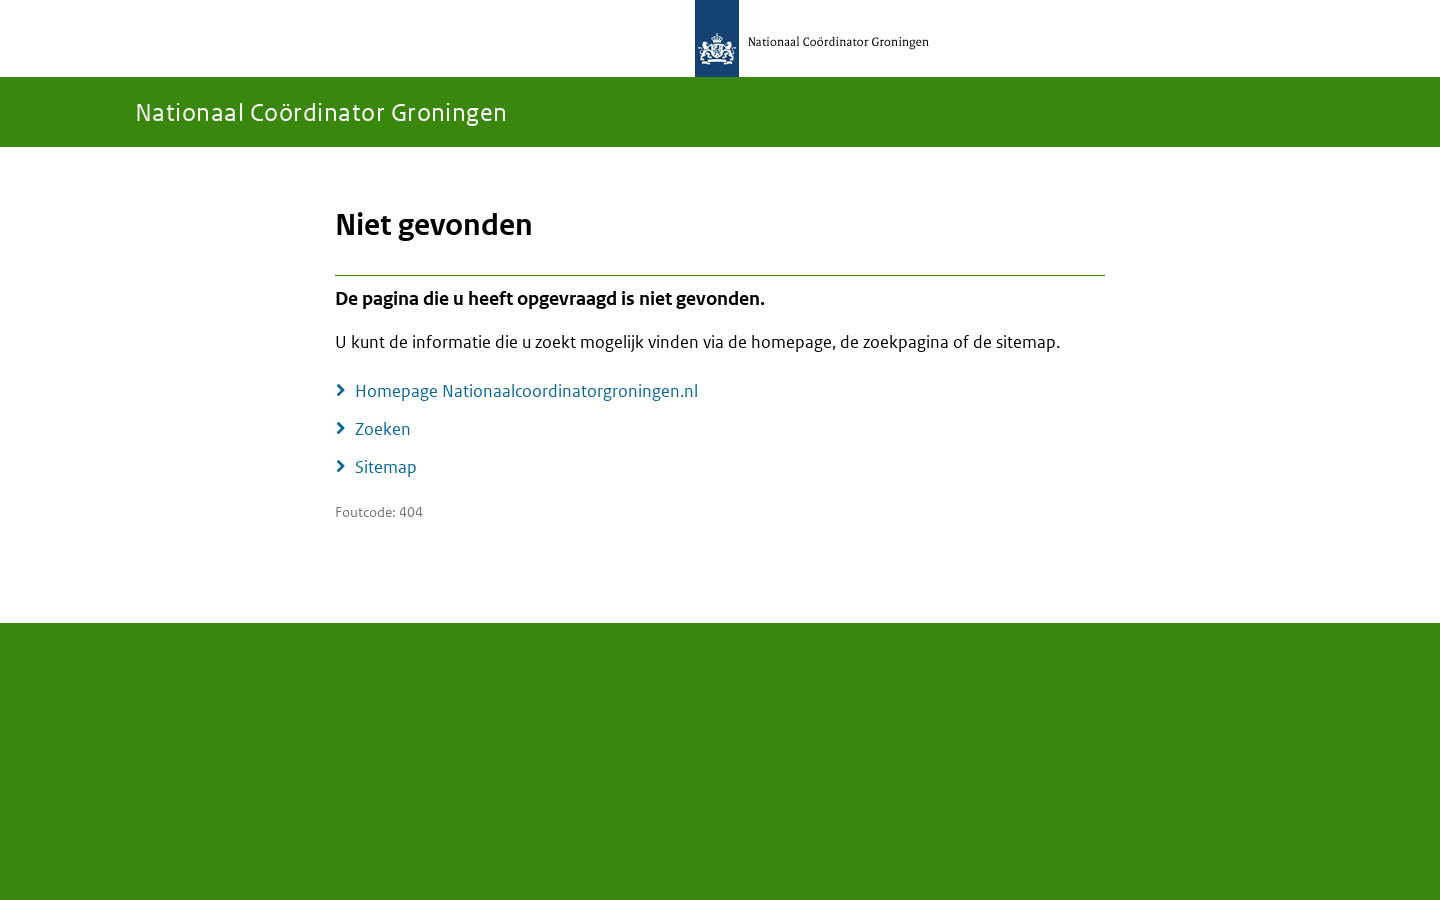 Nationaal Coördinator Groningen
Nationaal Coördinator Groningen
Niet gevonden
De pagina die u heeft opgevraagd is niet gevonden.
U kunt de informatie die u zoekt mogelijk vinden via de homepage, de zoekpagina of de sitemap.
Homepage Nationaalcoordinatorgroningen.nl
Zoeken
Sitemap
Foutcode: 404